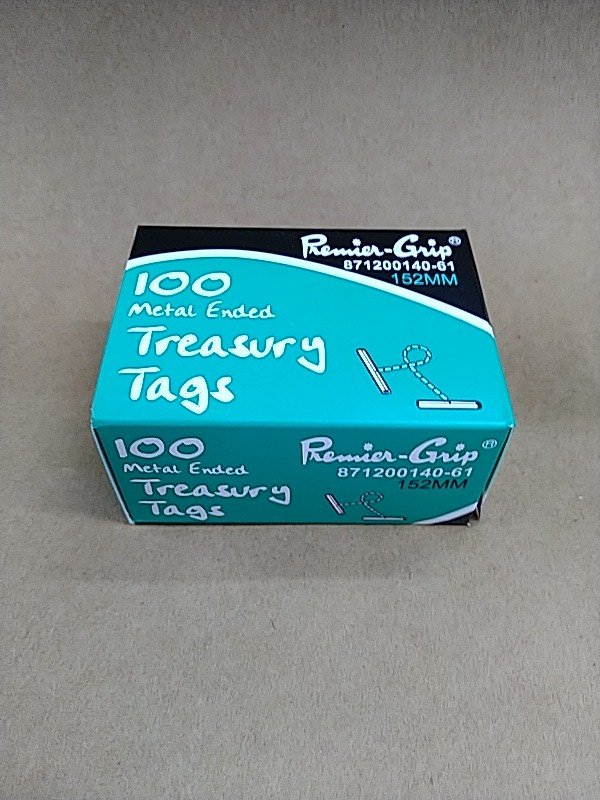 Premier-Grip®
871200140-61
152MM
100
Metal Ended
Treasury
Tags
100
Metal Ended
Treasury
Tags
Premier-Grip®
871200140-61
152MM